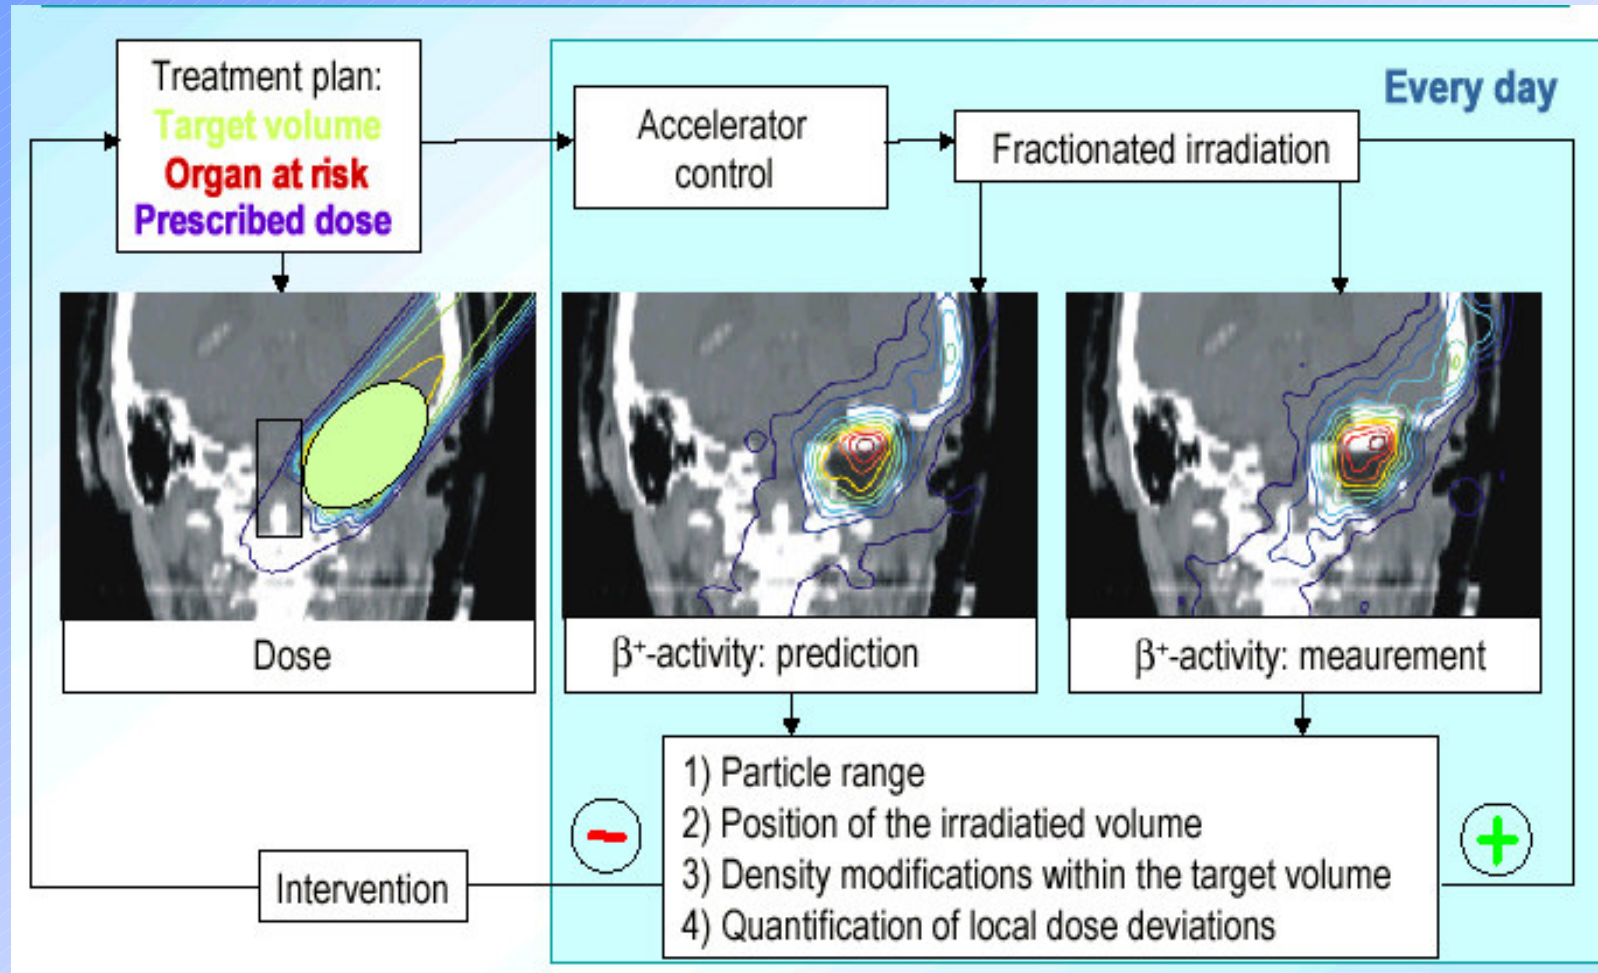 Treatment plan:
Target volume
Organ at risk
Prescribed dose
Accelerator
control
Fractionated irradiation
Every day
Dose
β⁺-activity: prediction
β⁺-activity: meaurement
1) Particle range
2) Position of the irradiatied volume
3) Density modifications within the target volume
4) Quantification of local dose deviations
Intervention